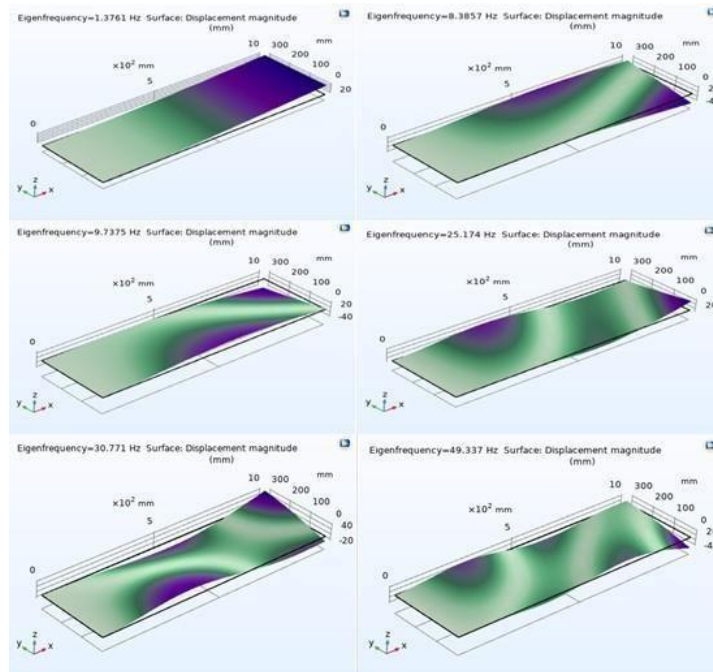 Eigenfrequency=1.3761 Hz Surface: Displacement magnitude
(mm)
10 300 mm
200
×10² mm
100
5
0
20
0
y z x
Eigenfrequency=8.3857 Hz Surface: Displacement magnitude
(mm)
10 300 mm
200
×10² mm
100
5
0
-4
0
y z x
Eigenfrequency=9.7375 Hz Surface: Displacement magnitude
(mm)
10 300 mm
200
×10² mm
100
5
0
20
-40
0
y z x
Eigenfrequency=25.174 Hz Surface: Displacement magnitude
(mm)
10 300 mm
200
×10² mm
100
5
0
20
0
y z x
Eigenfrequency=30.771 Hz Surface: Displacement magnitude
(mm)
10 300 mm
200
×10² mm
100
5
0
40
-20
0
y z x
Eigenfrequency=49.337 Hz Surface: Displacement magnitude
(mm)
10 300 mm
200
×10² mm
100
5
0
-4
0
y z x